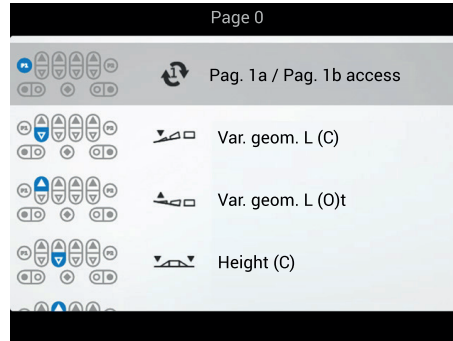 Page 0
Pag. 1a / Pag. 1b access
Var. geom. L (C)
Var. geom. L (O)t
Height (C)